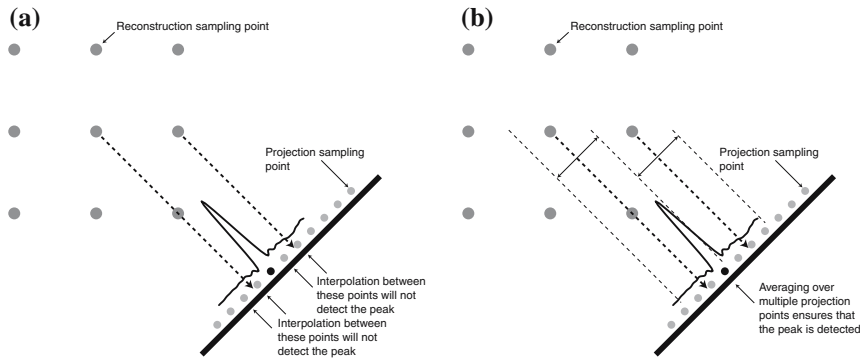 (a)
Reconstruction sampling point
Projection sampling
point
Interpolation between
these points will not
detect the peak
Interpolation between
these points will not
detect the peak
(b)
Reconstruction sampling point
Projection sampling
point
Averaging over
multiple projection
points ensures that
the peak is detected